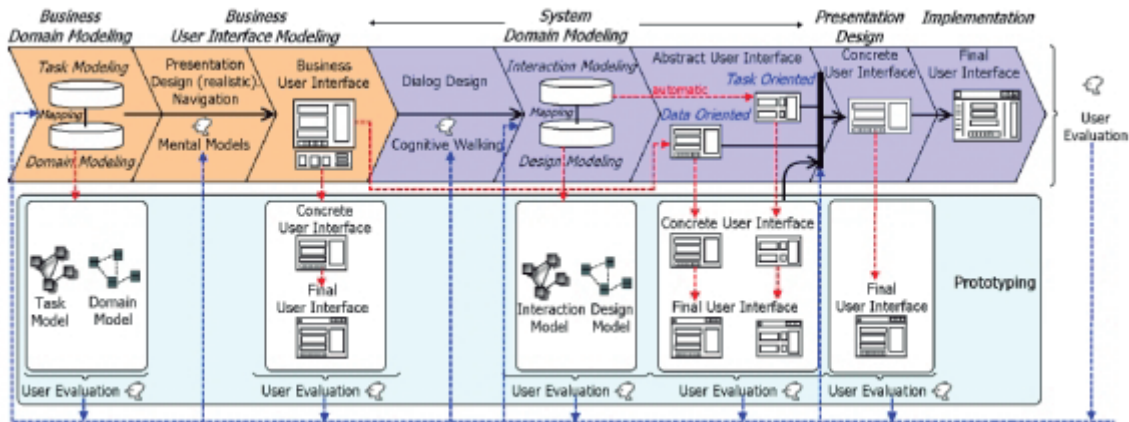 Business
Domain Modeling
Business
User Interface Modeling
System
Domain Modeling
Presentation
Design
Implementation
Task Modeling
Mapping
Domain Modeling
Presentation
Design (realistic).
Navigation
Mental Models
Business
User Interface
Dialog Design
Cognitive Walking
Interaction Modeling
Mapping
Design Modeling
automatic
Abstract User Interface
Task Oriented
Data Oriented
Concrete
User Interface
Final
User Interface
User
Evaluation
Task
Model
Domain
Model
Concrete
User Interface
Final
User Interface
Interaction
Model
Design
Model
Concrete User Interface
Final User Interface
Final
User Interface
Prototyping
User Evaluation
User Evaluation
User Evaluation
User Evaluation
User Evaluation